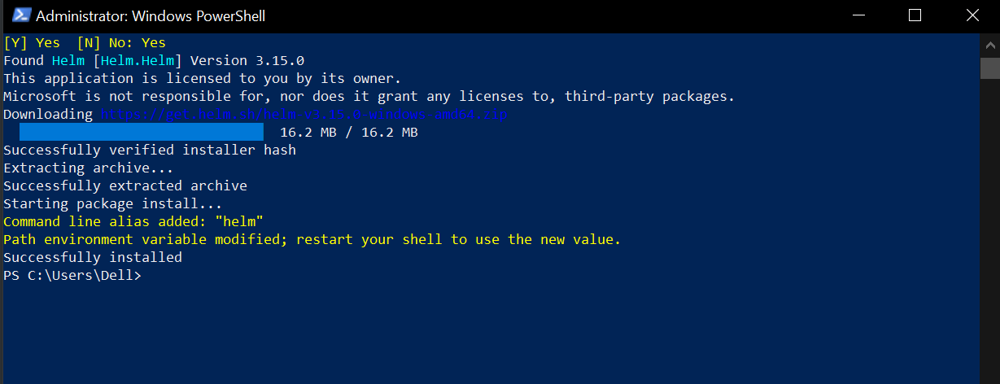 Administrator: Windows PowerShell
[Y] Yes  [N] No: Yes
Found Helm [Helm.Helm] Version 3.15.0
This application is licensed to you by its owner.
Microsoft is not responsible for, nor does it grant any licenses to, third-party packages.
Downloading https://get.helm.sh/helm-v3.15.0-windows-amd64.zip
16.2 MB / 16.2 MB
Successfully verified installer hash
Extracting archive...
Successfully extracted archive
Starting package install...
Command line alias added: "helm"
Path environment variable modified; restart your shell to use the new value.
Successfully installed
PS C:\Users\Dell>